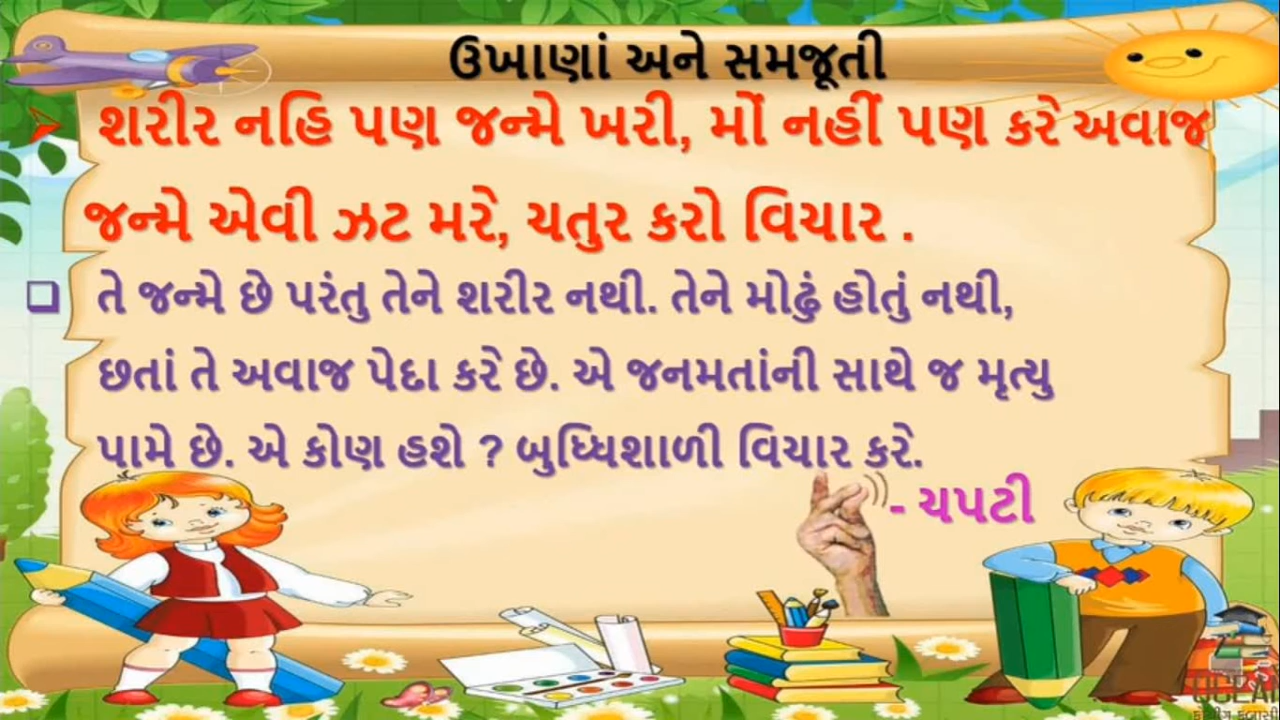 ઉખાણાં અને સમજૂતી
શરીર નહિ પણ જન્મે ખરી, મોં નહીં પણ કરે અવાજ
જન્મે એવી ઝટ મરે, ચતુર કરો વિચાર .
તે જન્મે છે પરંતુ તેને શરીર નથી. તેને મોઢું હોતું નથી,
છતાં તે અવાજ પેદા કરે છે. એ જનમતાંની સાથે જ મૃત્યુ
પામે છે. એ કોણ હશે ? બુધ્ધિશાળી વિચાર કરે.
- ચપટી